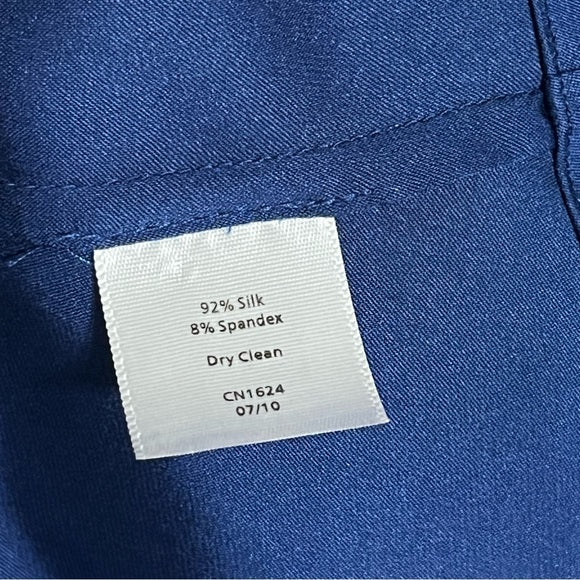 92% Silk
8% Spandex
Dry Clean
CN1624
07/10